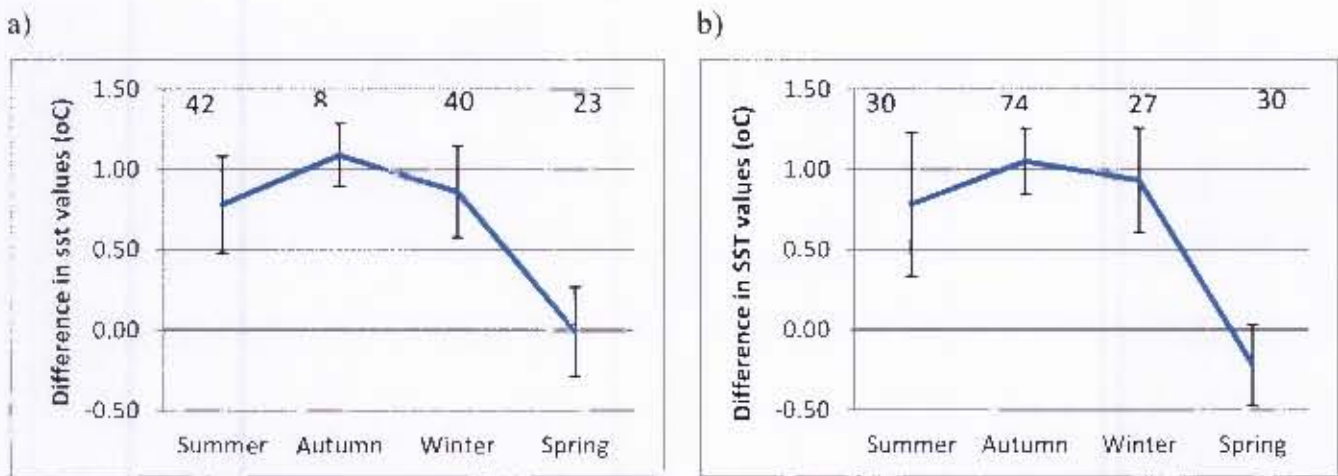 a)
Difference in sst values (oC)
1.50
1.00
0.50
0.00
-0.50
42 8 40 23
Summer Autumn Winter Spring
b)
Difference in SST values (oC)
1.50
1.00
0.50
0.00
-0.50
30 74 27 30
Summer Autumn Winter Spring